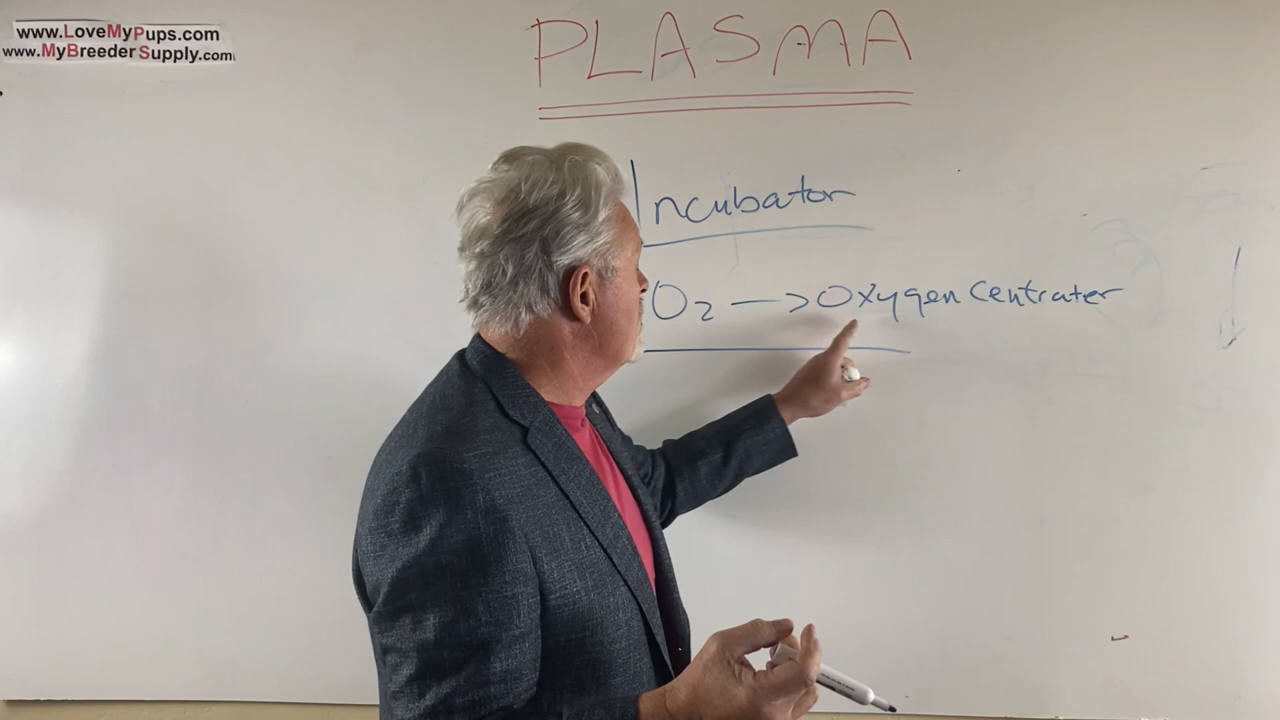 www.LoveMyPups.com
www.MyBreederSupply.com
PLASMA
Incubator
O₂ → Oxygen Centrater